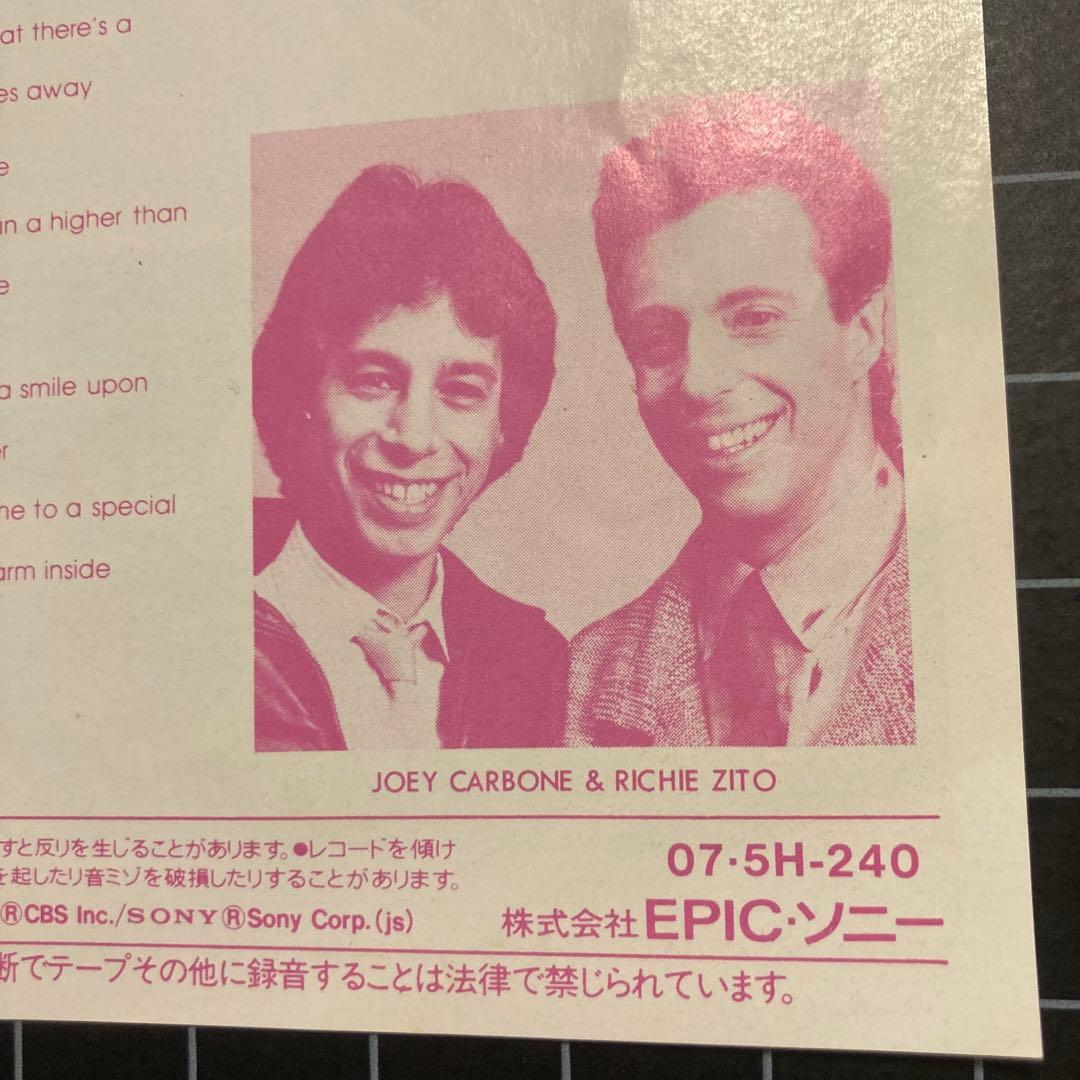 at there's a
es away
e
in a higher than
e
a smile upon
er
ne to a special
arm inside
JOEY CARBONE & RICHIE ZITO
すと反りを生じることがあります。●レコードを傾け
を起したり音ミゾを破損したりすることがあります。
07・5H-240
®CBS Inc./SONY®Sony Corp.(js)
株式会社EPIC・ソニー
断でテープその他に録音することは法律で禁じられています。